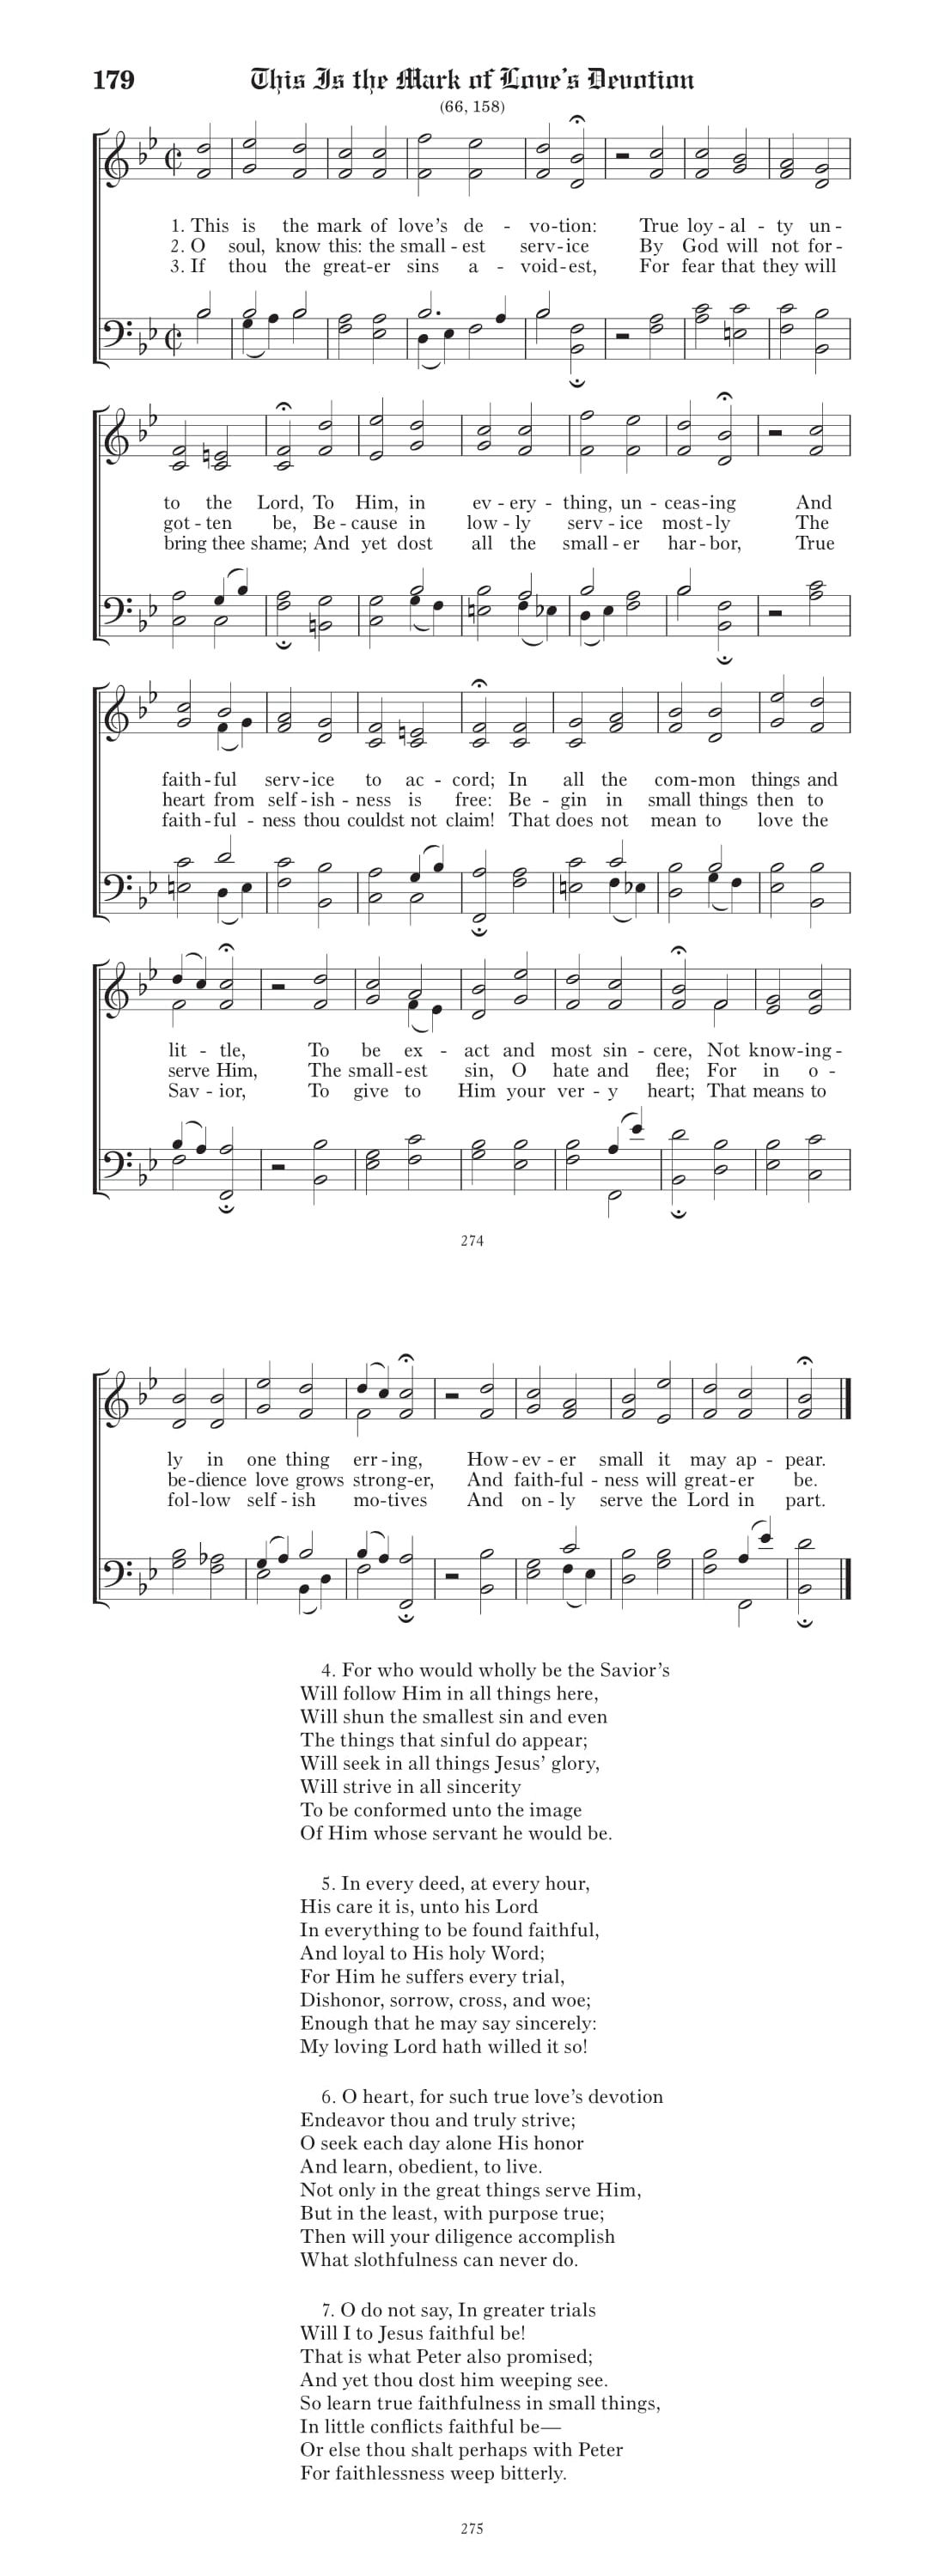 179 This Is the Mark of Love’s Devotion
(66, 158)
1. This is the mark of love’s de - vo-tion: True loy - al - ty un -
2. O soul, know this: the small - est serv - ice By God will not for -
3. If thou the great-er sins a - void-est, For fear that they will
to the Lord, To Him, in ev - ery - thing, un - ceas-ing And
got - ten be, Be - cause in low - ly serv - ice most-ly The
bring thee shame; And yet dost all the small - er har - bor, True
faith - ful serv - ice to ac - cord; In all the com-mon things and
heart from self - ish - ness is free: Be - gin in small things then to
faith - ful - ness thou couldst not claim! That does not mean to love the
lit - tle, To be ex - act and most sin - cere, Not know-ing -
serve Him, The small-est sin, O hate and flee; For in o -
Sav - ior, To give to Him your ver - y heart; That means to
274
ly in one thing err - ing, How - ev - er small it may ap - pear.
be-dience love grows strong-er, And faith-ful - ness will great-er be.
fol-low self - ish mo-tives And on - ly serve the Lord in part.
4. For who would wholly be the Savior’s
Will follow Him in all things here,
Will shun the smallest sin and even
The things that sinful do appear;
Will seek in all things Jesus’ glory,
Will strive in all sincerity
To be conformed unto the image
Of Him whose servant he would be.
5. In every deed, at every hour,
His care it is, unto his Lord
In everything to be found faithful,
And loyal to His holy Word;
For Him he suffers every trial,
Dishonor, sorrow, cross, and woe;
Enough that he may say sincerely:
My loving Lord hath willed it so!
6. O heart, for such true love’s devotion
Endeavor thou and truly strive;
O seek each day alone His honor
And learn, obedient, to live.
Not only in the great things serve Him,
But in the least, with purpose true;
Then will your diligence accomplish
What slothfulness can never do.
7. O do not say, In greater trials
Will I to Jesus faithful be!
That is what Peter also promised;
And yet thou dost him weeping see.
So learn true faithfulness in small things,
In little conflicts faithful be—
Or else thou shalt perhaps with Peter
For faithlessness weep bitterly.
275